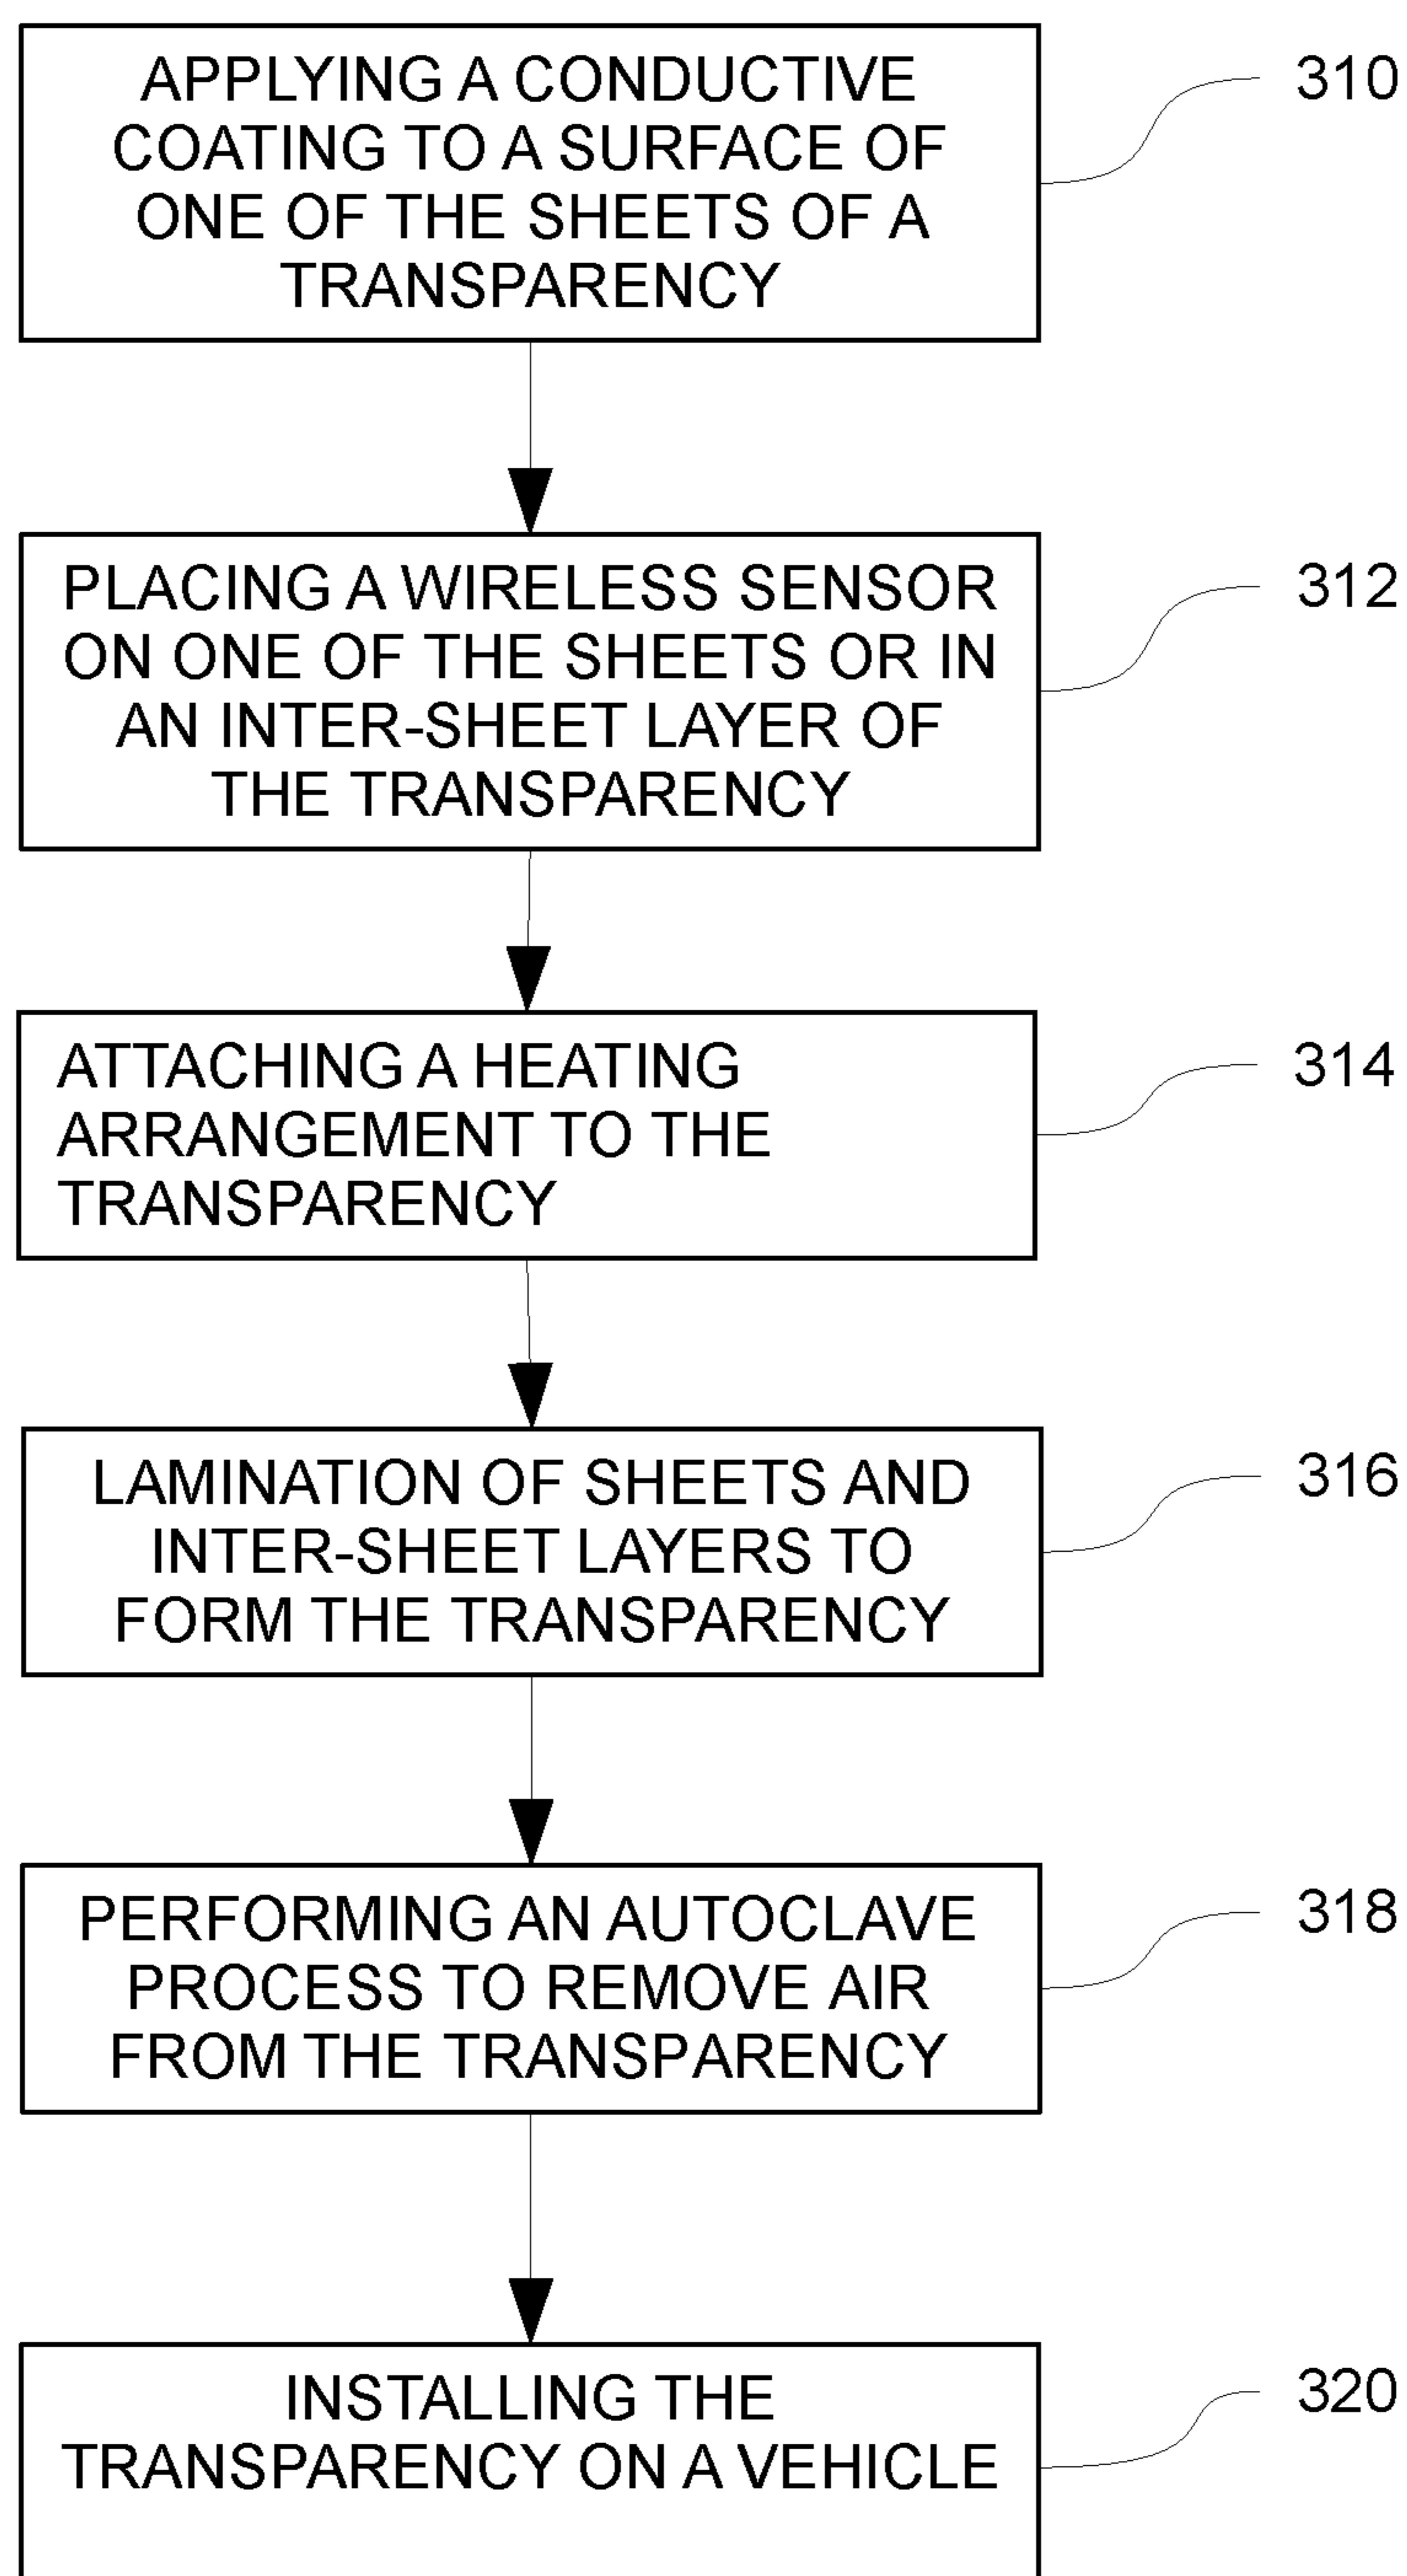 APPLYING A CONDUCTIVE
COATING TO A SURFACE OF
ONE OF THE SHEETS OF A
TRANSPARENCY
310
PLACING A WIRELESS SENSOR
ON ONE OF THE SHEETS OR IN
AN INTER-SHEET LAYER OF
THE TRANSPARENCY
312
ATTACHING A HEATING
ARRANGEMENT TO THE
TRANSPARENCY
314
LAMINATION OF SHEETS AND
INTER-SHEET LAYERS TO
FORM THE TRANSPARENCY
316
PERFORMING AN AUTOCLAVE
PROCESS TO REMOVE AIR
FROM THE TRANSPARENCY
318
INSTALLING THE
TRANSPARENCY ON A VEHICLE
320